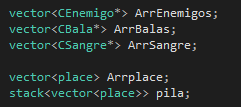 vector<CEnemigo*> ArrEnemigos;
vector<CBala*> ArrBalas;
vector<CSangre*> ArrSangre;
vector<place> Arrplace;
stack<vector<place>> pila;